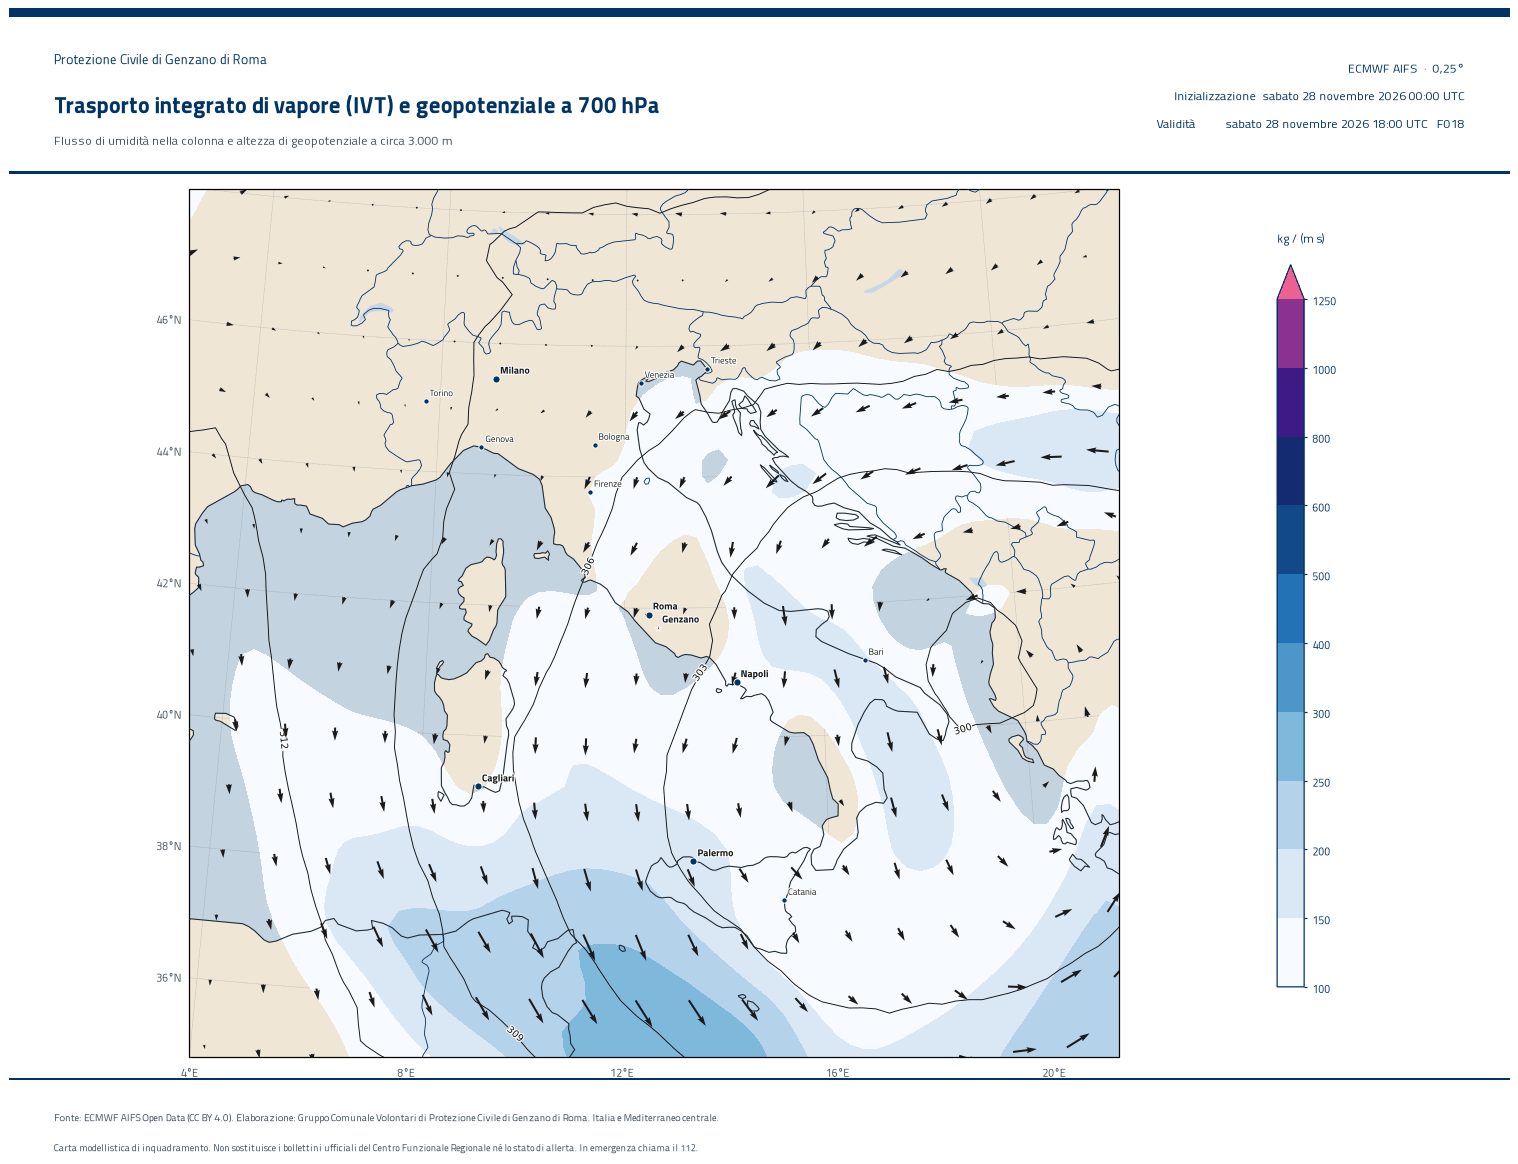 Protezione Civile di Genzano di Roma
Trasporto integrato di vapore (IVT) e geopotenziale a 700 hPa
Flusso di umidità nella colonna e altezza di geopotenziale a circa 3.000 m
ECMWF AIFS · 0,25°
Inizializzazione sabato 28 novembre 2026 00:00 UTC
Validità sabato 28 novembre 2026 18:00 UTC F018
kg / (m s)
1250
1000
800
600
500
400
300
250
200
150
100
46°N
44°N
42°N
40°N
38°N
36°N
4°E
8°E
12°E
16°E
20°E
Trieste
Venezia
Milano
Torino
Genova
Bologna
Firenze
306
Roma
Genzano
Bari
303
Napoli
300
312
Cagliari
Palermo
Catania
309
Fonte: ECMWF AIFS Open Data (CC BY 4.0). Elaborazione: Gruppo Comunale Volontari di Protezione Civile di Genzano di Roma. Italia e Mediterraneo centrale.
Carta modellistica di inquadramento. Non sostituisce i bollettini ufficiali del Centro Funzionale Regionale né lo stato di allerta. In emergenza chiama il 112.